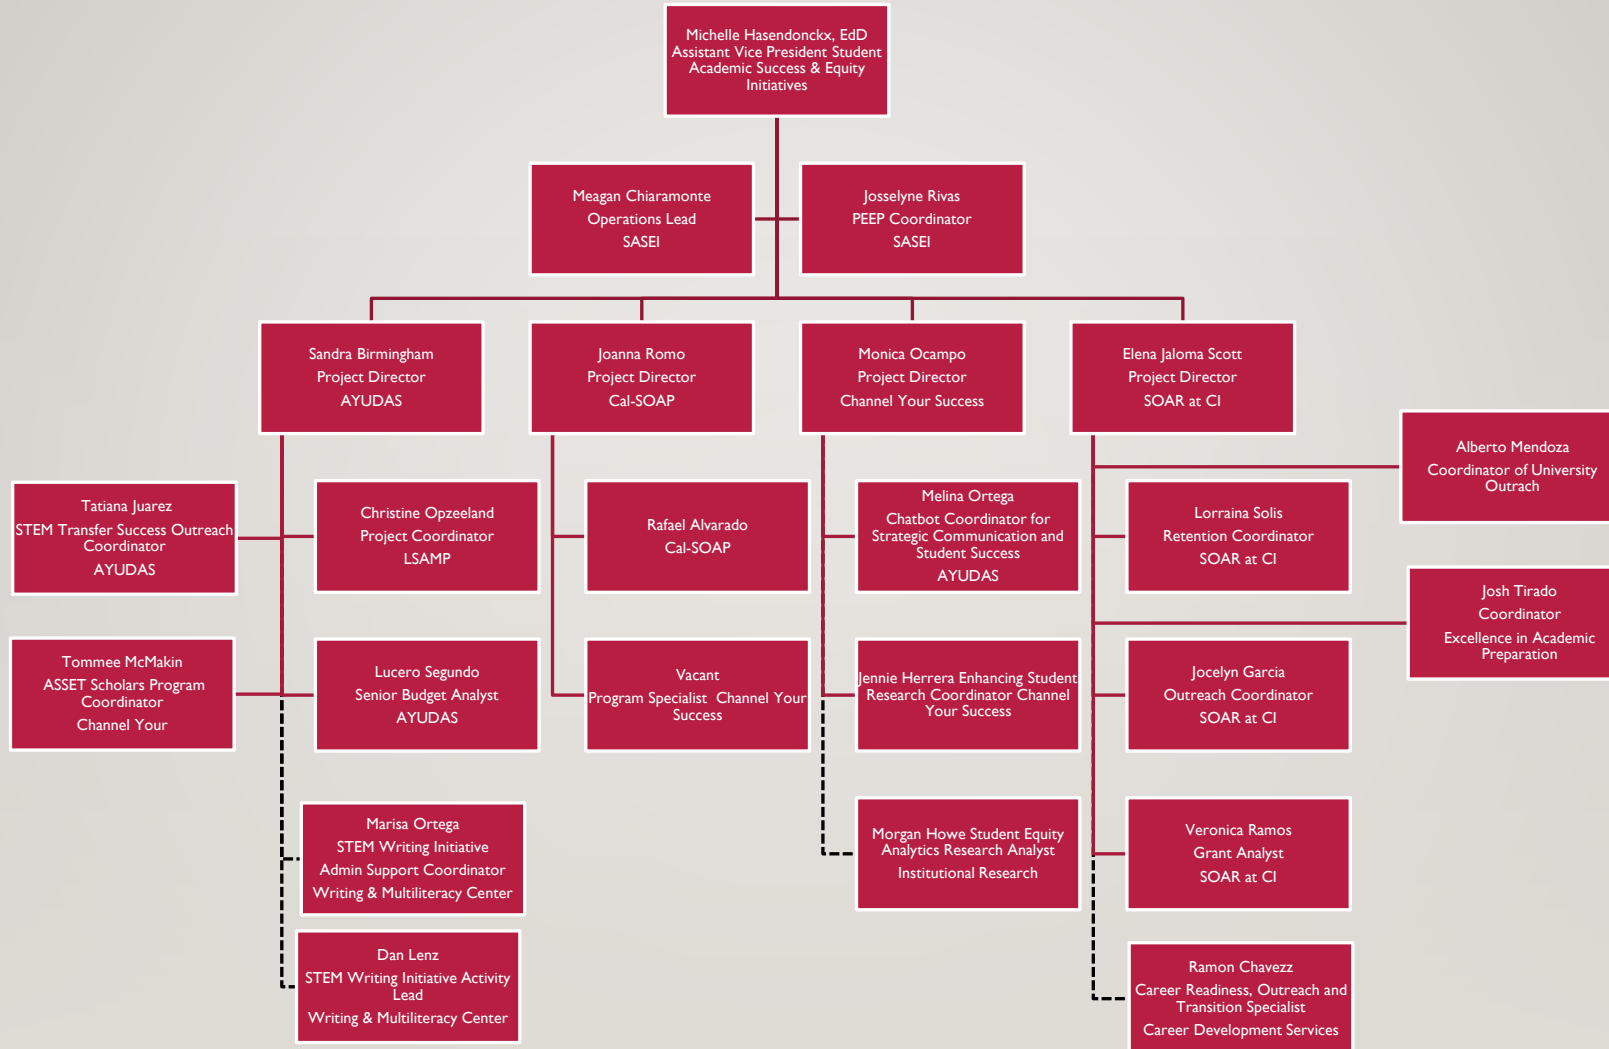 Michelle Hasendonckx, EdD
Assistant Vice President Student
Academic Success & Equity
Initiatives
Meagan Chiaramonte
Operations Lead
SASEI
Josselyne Rivas
PEEP Coordinator
SASEI
Sandra Birmingham
Project Director
AYUDAS
Joanna Romo
Project Director
Cal-SOAP
Monica Ocampo
Project Director
Channel Your Success
Elena Jaloma Scott
Project Director
SOAR at CI
Alberto Mendoza
Coordinator of University
Outrach
Tatiana Juarez
STEM Transfer Success Outreach
Coordinator
AYUDAS
Christine Opzeeland
Project Coordinator
LSAMP
Rafael Alvarado
Cal-SOAP
Melina Ortega
Chatbot Coordinator for
Strategic Communication and
Student Success
AYUDAS
Lorraina Solis
Retention Coordinator
SOAR at CI
Josh Tirado
Coordinator
Excellence in Academic
Preparation
Tommee McMakin
ASSET Scholars Program
Coordinator
Channel Your
Lucero Segundo
Senior Budget Analyst
AYUDAS
Vacant
Program Specialist Channel Your
Success
Jennie Herrera Enhancing Student
Research Coordinator Channel
Your Success
Jocelyn Garcia
Outreach Coordinator
SOAR at CI
Marisa Ortega
STEM Writing Initiative
Admin Support Coordinator
Writing & Multiliteracy Center
Morgan Howe Student Equity
Analytics Research Analyst
Institutional Research
Veronica Ramos
Grant Analyst
SOAR at CI
Dan Lenz
STEM Writing Initiative Activity
Lead
Writing & Multiliteracy Center
Ramon Chavezz
Career Readiness, Outreach and
Transition Specialist
Career Development Services